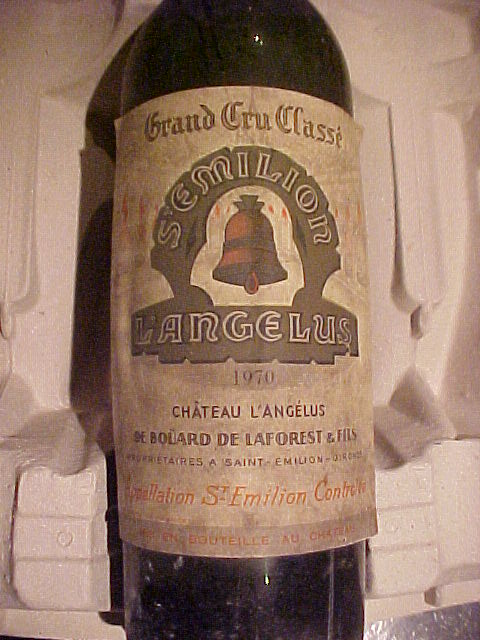 Grand Cru Classé
St EMILION
L'ANGELUS
1970
CHÂTEAU L'ANGÉLUS
DE BOÜARD DE LAFOREST & FILS
PROPRIÉTAIRES A SAINT-EMILION-GIRONDE
Appellation St Emilion Contrôlée
EN BOUTEILLE AU CHATEAU